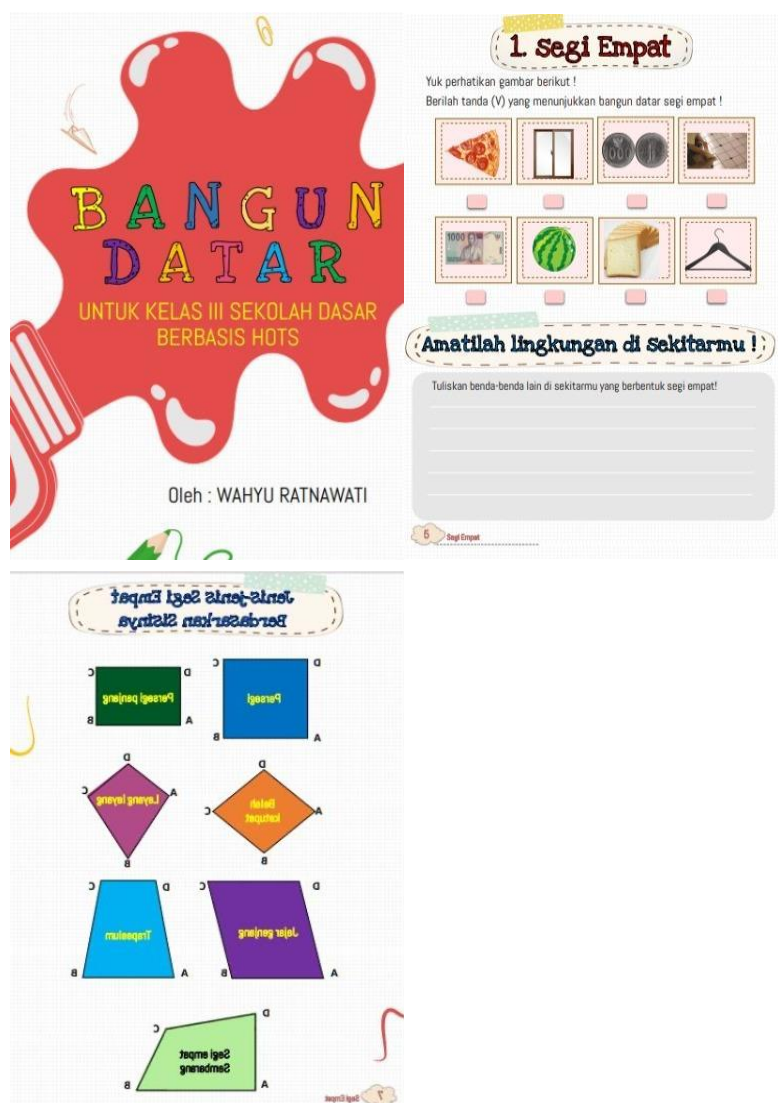 BANGUN
DATAR
UNTUK KELAS III SEKOLAH DASAR
BERBASIS HOTS
Oleh : WAHYU RATNAWATI
1. Segi Empat
Yuk perhatikan gambar berikut !
Berilah tanda (V) yang menunjukkan bangun datar segi empat !
1000
Amatilah lingkungan di sekitarmu !
Tuliskan benda-benda lain di sekitarmu yang berbentuk segi empat!
5 Segi Empat
Jenis-jenis Segi Empat
Berdasarkan Sisinya
D C
A B
Persegi
D C
A B
Persegi panjang
D
A C
B
Belah
katupat
D
A C
B
Layang layang
D C
A B
Jajar genjang
D C
A B
Trapesium
D
C
A B
Segi empat
Sembarang
7 Segi Empat